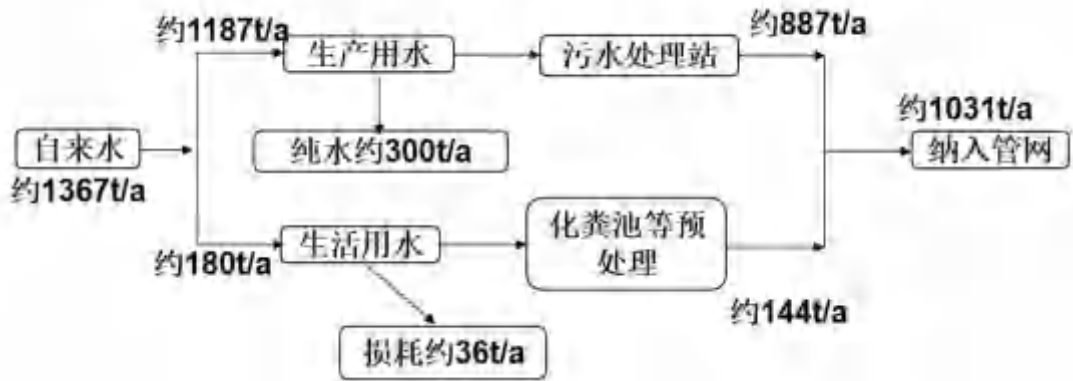 约1187t/a
约887t/a
生产用水
污水处理站
约1031t/a
自来水
纯水约300t/a
纳入管网
约1367t/a
化粪池等预
处理
生活用水
约180t/a
约144t/a
损耗约36t/a